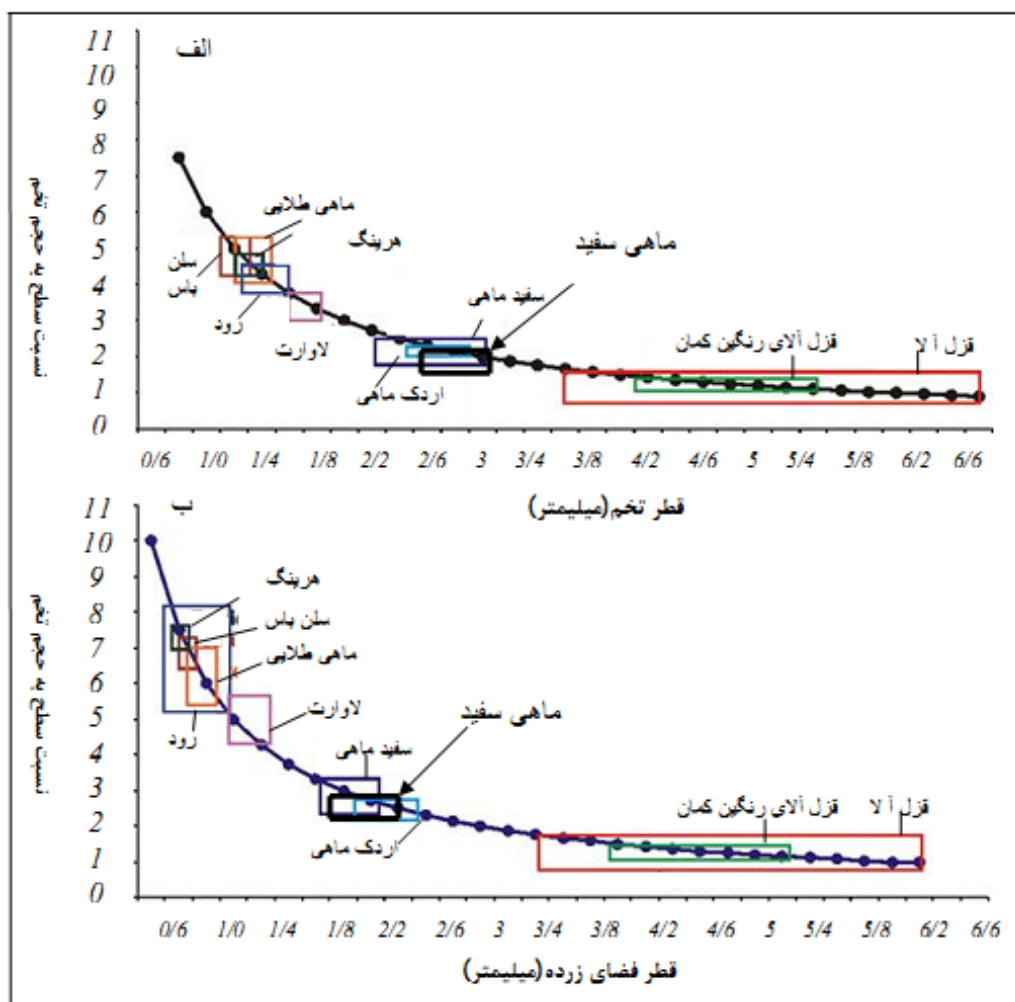 الف
11
10
8
7
6
5
4
3
2
1
0
نسبت سطح به حجم تخم
ماهی طلایی
هرینگ
سلن باس
رود
لاوارت
ماهی سفید
سفید ماهی
اردک ماهی
قزل آلای رنگین کمان
قزل آ لا
0/6 1/0 1/4 1/8 2/2 2/6 3 3/4 3/8 4/2 4/6 5 5/4 5/8 6/2 6/6
قطر تخم(میلیمتر)
ب
11
10
9
8
7
6
5
4
3
2
1
0
نسبت سطح به حجم تخم
هرینگ
سلن باس
ماهی طلایی
رود
لاوارت
ماهی سفید
سفید ماهی
اردک ماهی
قزل آلای رنگین کمان
قزل آ لا
0/6 1/0 1/4 1/8 2/2 2/6 3 3/4 3/8 4/2 4/6 5 5/4 5/8 6/2 6/6
قطر فضای زرده(میلیمتر)